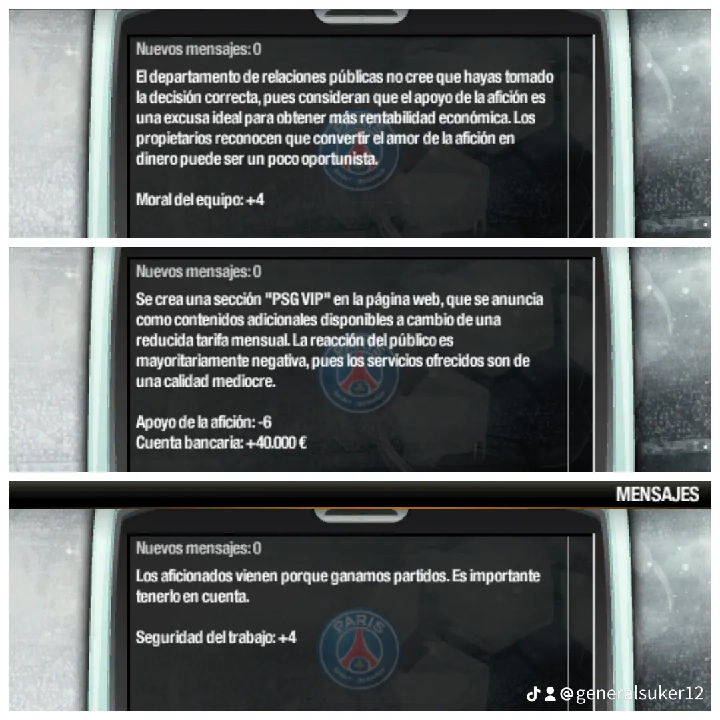 Nuevos mensajes: 0
El departamento de relaciones públicas no cree que hayas tomado
la decisión correcta, pues consideran que el apoyo de la afición es
una excusa ideal para obtener más rentabilidad económica. Los
propietarios reconocen que convertir el amor de la afición en
dinero puede ser un poco oportunista.
Moral del equipo: +4
Nuevos mensajes: 0
Se crea una sección "PSG VIP" en la página web, que se anuncia
como contenidos adicionales disponibles a cambio de una
reducida tarifa mensual. La reacción del público es
mayoritariamente negativa, pues los servicios ofrecidos son de
una calidad mediocre.
Apoyo de la afición: -6
Cuenta bancaria: +40.000 €
MENSAJES
Nuevos mensajes: 0
Los aficionados vienen porque ganamos partidos. Es importante
tenerlo en cuenta.
Seguridad del trabajo: +4
PARIS
@generalsuker12